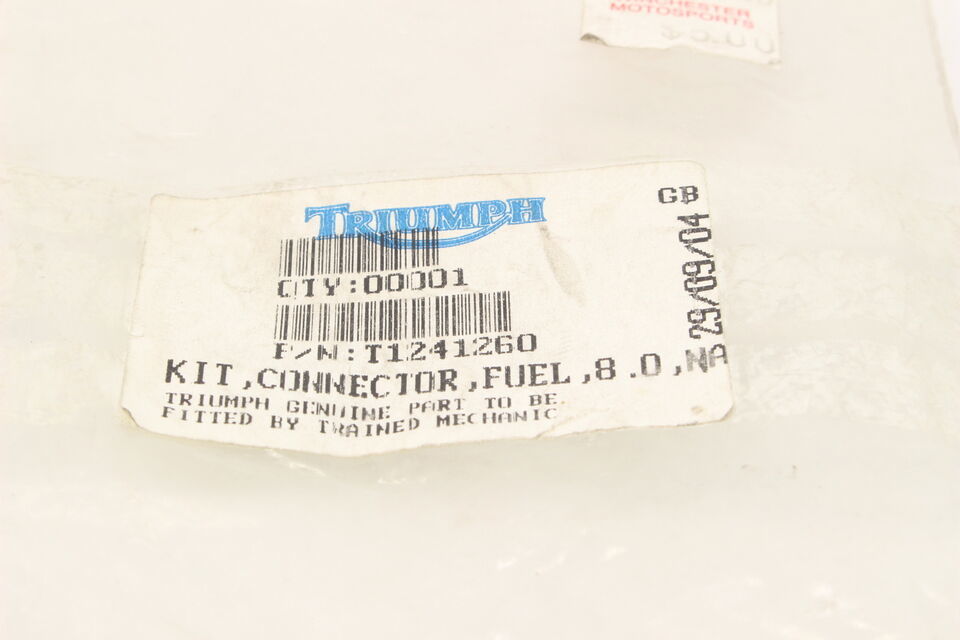 MOTOSPORTS
TRIUMPH
GB
29/09/04
QTY:00001
P/N:T1241260
KIT,CONNECTOR,FUEL,8.0,NA
TRIUMPH GENUINE PART TO BE
FITTED BY TRAINED MECHANIC